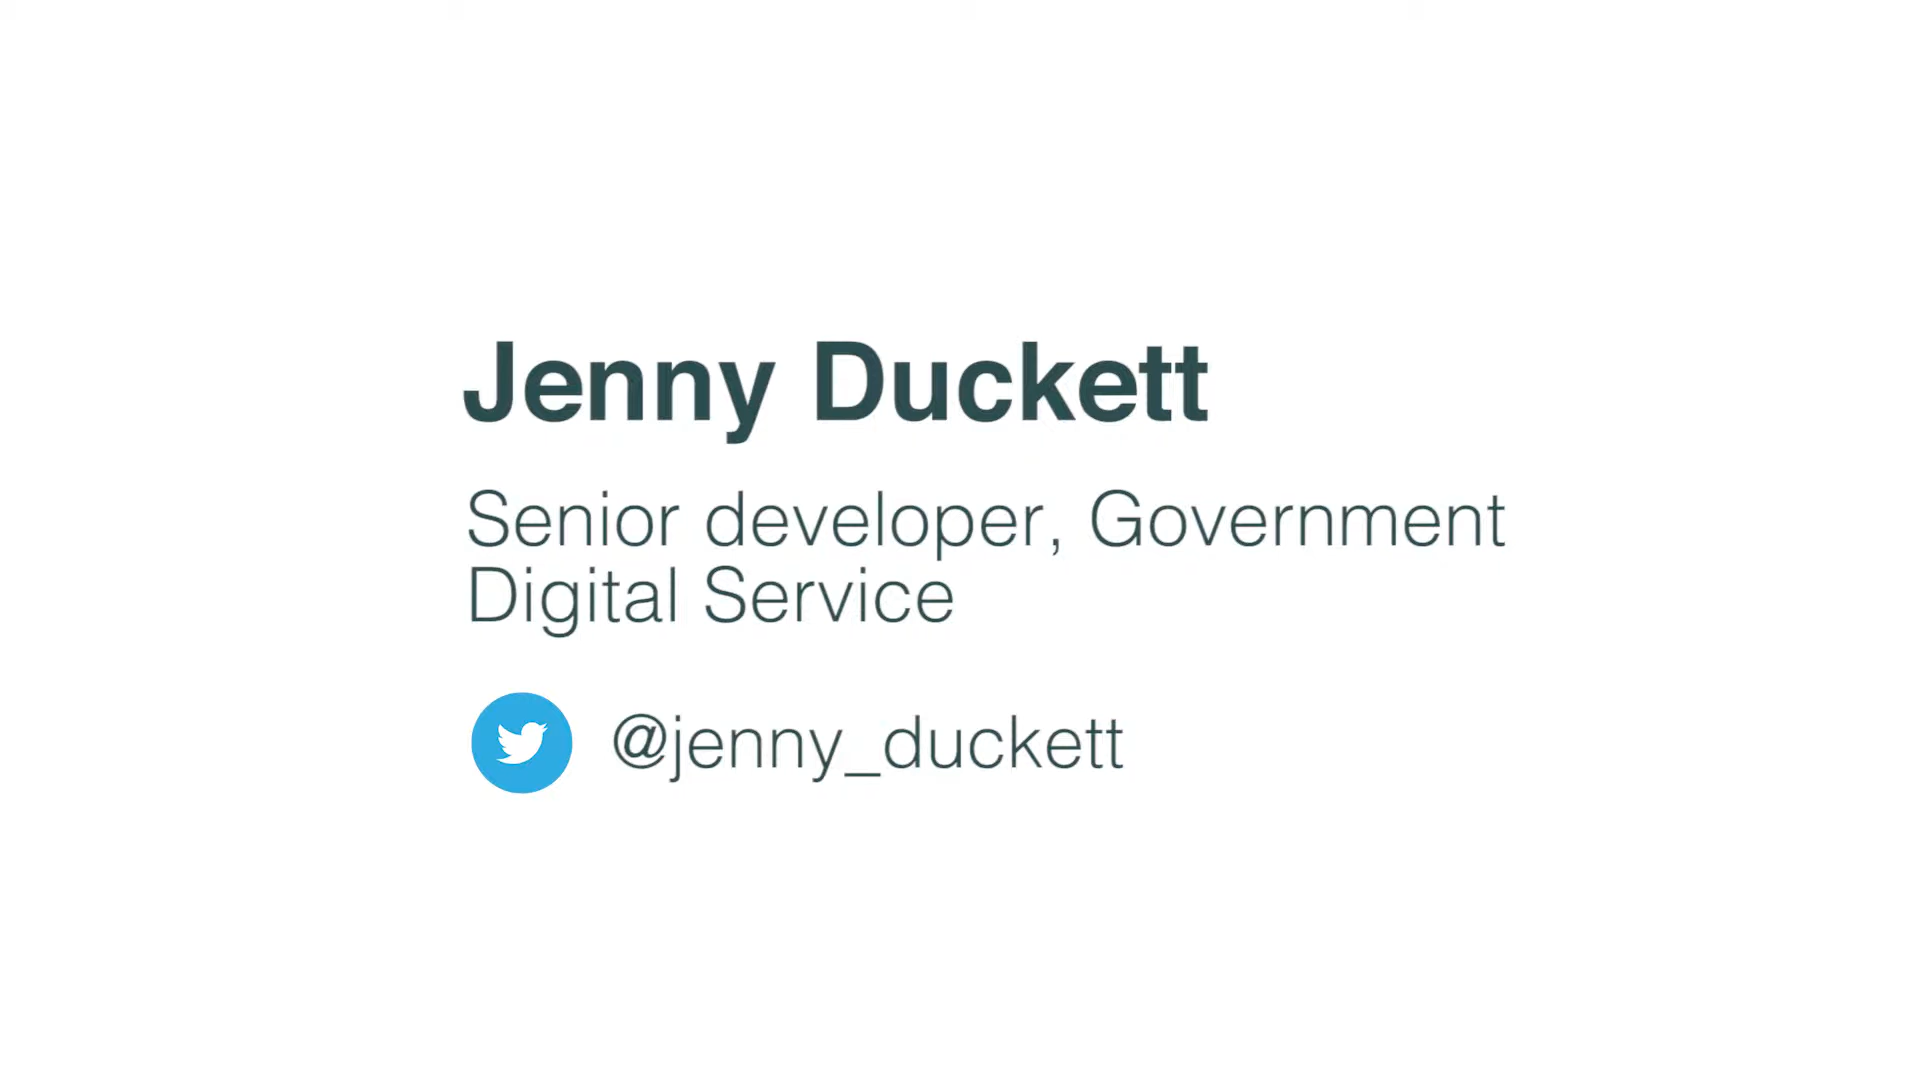 Jenny Duckett
Senior developer, Government
Digital Service
@jenny_duckett